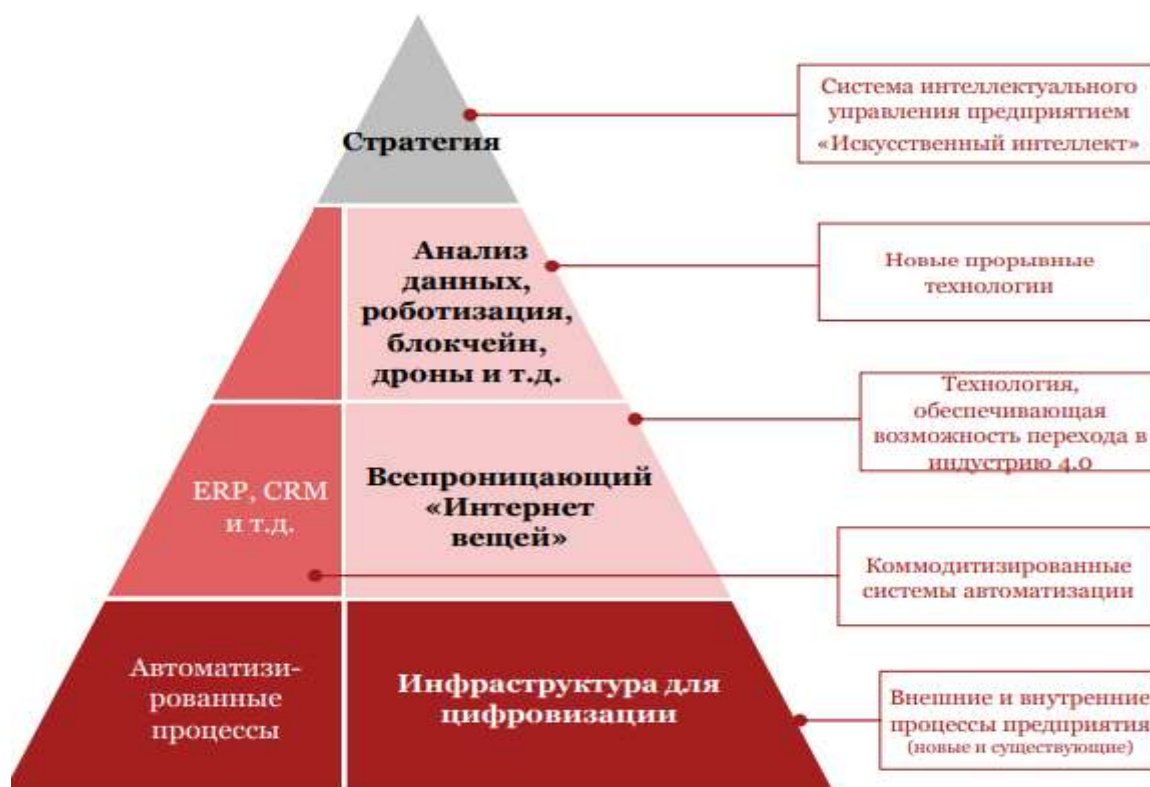 Система интеллектуального
управления предприятием
«Искусственный интеллект»
Стратегия
Анализ
данных,
роботизация,
блокчейн,
дроны и т.д.
Новые прорывные
технологии
Технология,
обеспечивающая
возможность перехода в
индустрию 4.0
ERP, CRM
и т.д.
Всепроницающий
«Интернет
вещей»
Коммодитизированные
системы автоматизации
Автоматизи-
рованные
процессы
Инфраструктура для
цифровизации
Внешние и внутренние
процессы предприятия
(новые и существующие)